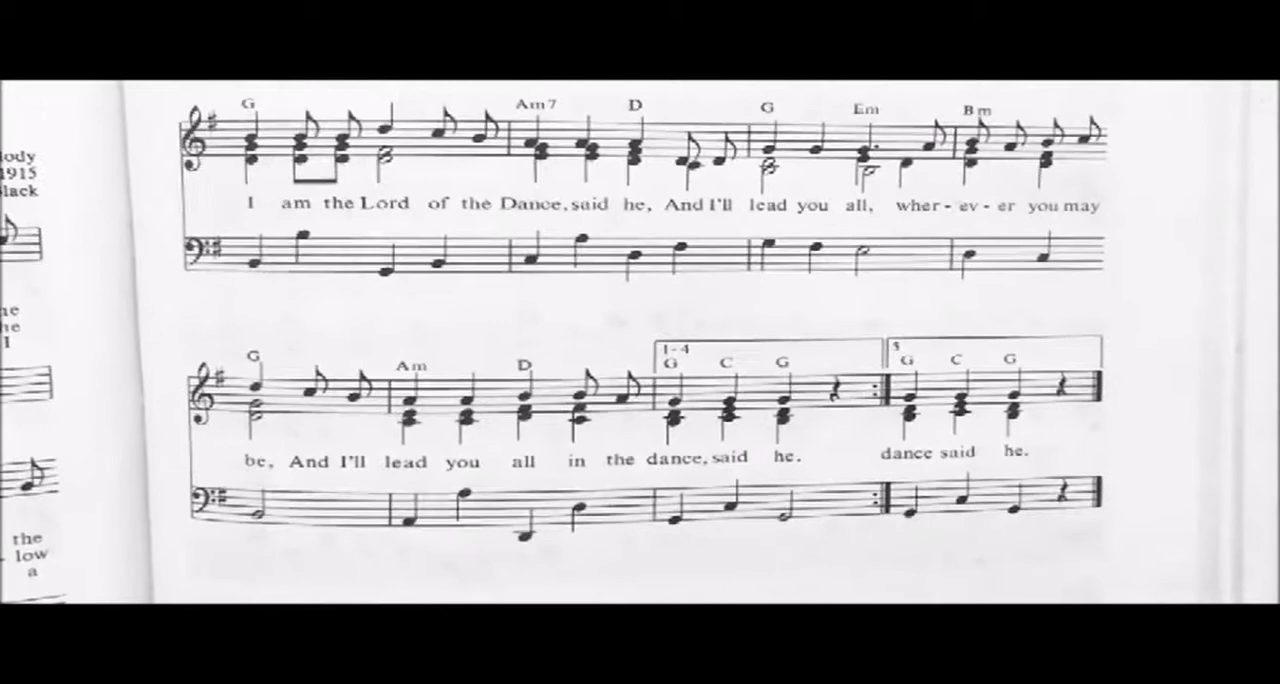 ody
1915
lack
he
he
l
the
low
a
G Am7 D G Em Bm
I am the Lord of the Dance, said he, And I'll lead you all, wher - ev - er you may
1-4 5
G Am D G C G G C G
be, And I'll lead you all in the dance, said he. dance said he.